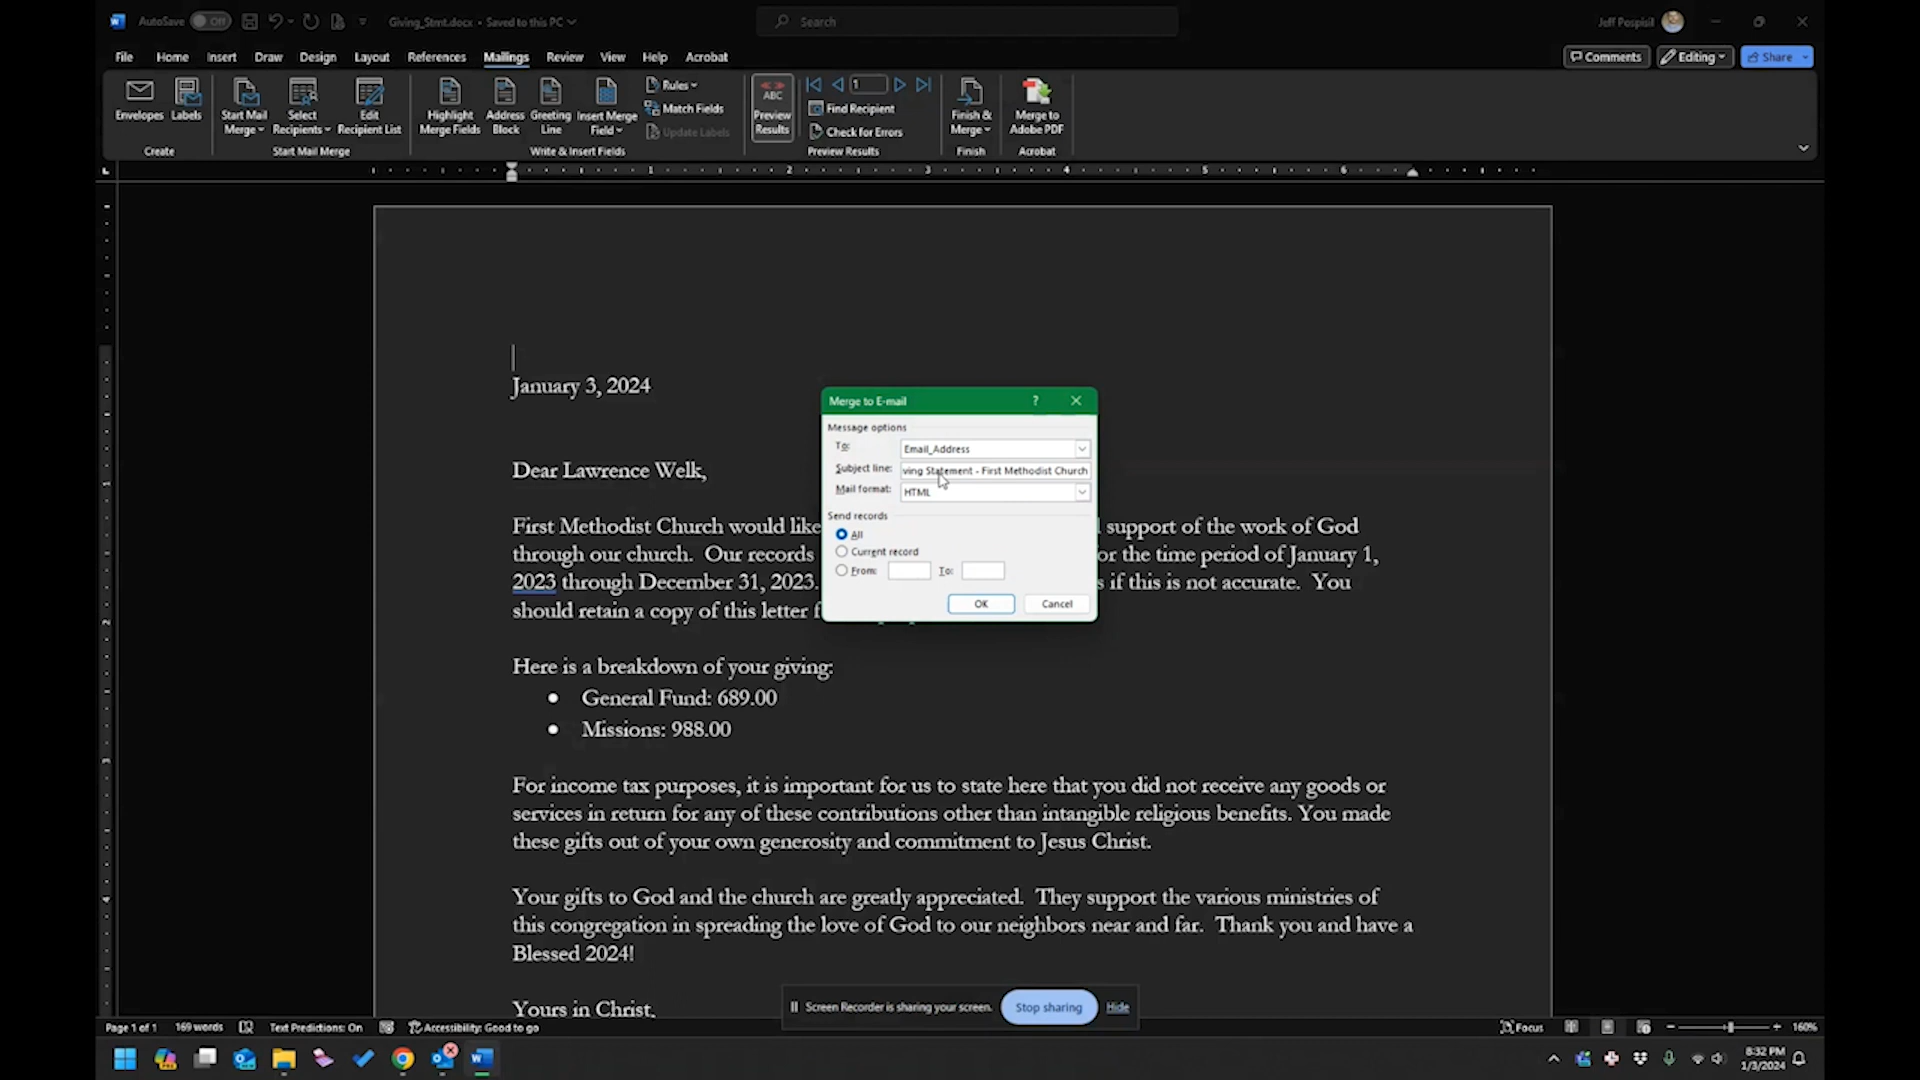 AutoSave Off Giving_Stmt.docx • Saved to this PC Search Jeff Pospisil
File Home Insert Draw Design Layout References Mailings Review View Help Acrobat Comments Editing Share
Envelopes Labels Start Mail Merge Select Recipients Edit Recipient List Highlight Merge Fields Address Block Greeting Line Insert Merge Field Rules Match Fields Update Labels ABC Preview Results 1 Find Recipient Check for Errors Finish & Merge Merge to Adobe PDF
Create Start Mail Merge Write & Insert Fields Preview Results Finish Acrobat
1 2 3 4 5 6
January 3, 2024
Merge to E-mail ?
Message options
To: Email_Address
Subject line: ving Statement - First Methodist Church
Mail format: HTML
Send records
All
Current record
From: To:
OK Cancel
Dear Lawrence Welk,
First Methodist Church would like support of the work of God
through our church. Our records or the time period of January 1,
2023 through December 31, 2023. s if this is not accurate. You
should retain a copy of this letter f
Here is a breakdown of your giving:
• General Fund: 689.00
• Missions: 988.00
For income tax purposes, it is important for us to state here that you did not receive any goods or
services in return for any of these contributions other than intangible religious benefits. You made
these gifts out of your own generosity and commitment to Jesus Christ.
Your gifts to God and the church are greatly appreciated. They support the various ministries of
this congregation in spreading the love of God to our neighbors near and far. Thank you and have a
Blessed 2024!
Yours in Christ,
Screen Recorder is sharing your screen. Stop sharing Hide
Page 1 of 1 169 words Text Predictions: On Accessibility: Good to go Focus 160%
8:32 PM
1/3/2024